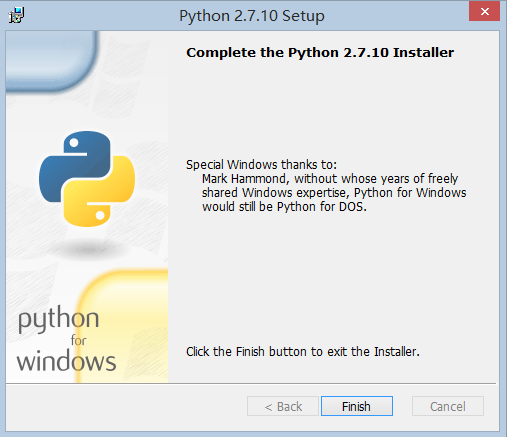 Python 2.7.10 Setup
Complete the Python 2.7.10 Installer
Special Windows thanks to:
Mark Hammond, without whose years of freely
shared Windows expertise, Python for Windows
would still be Python for DOS.
python
for
windows
Click the Finish button to exit the Installer.
< Back
Finish
Cancel